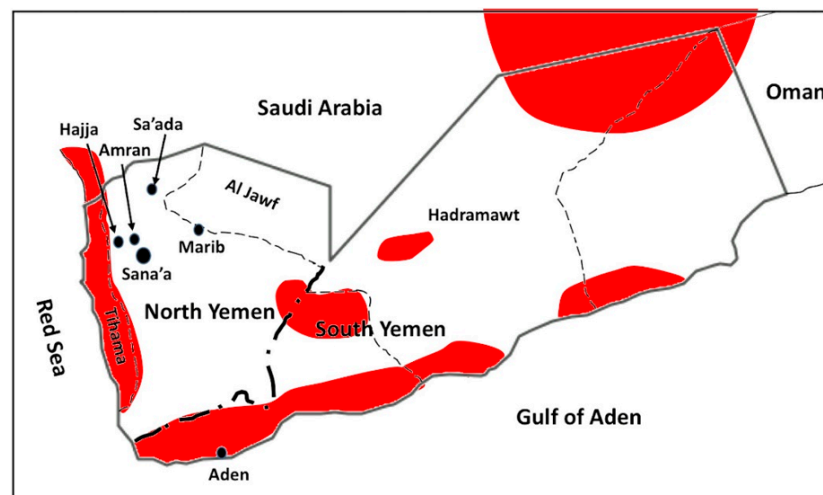 Saudi Arabia
Oman
Sa'ada
Hajja
Amran
Al Jawf
Hadramawt
Marib
Sana'a
Red Sea
Tihama
North Yemen
South Yemen
Gulf of Aden
Aden